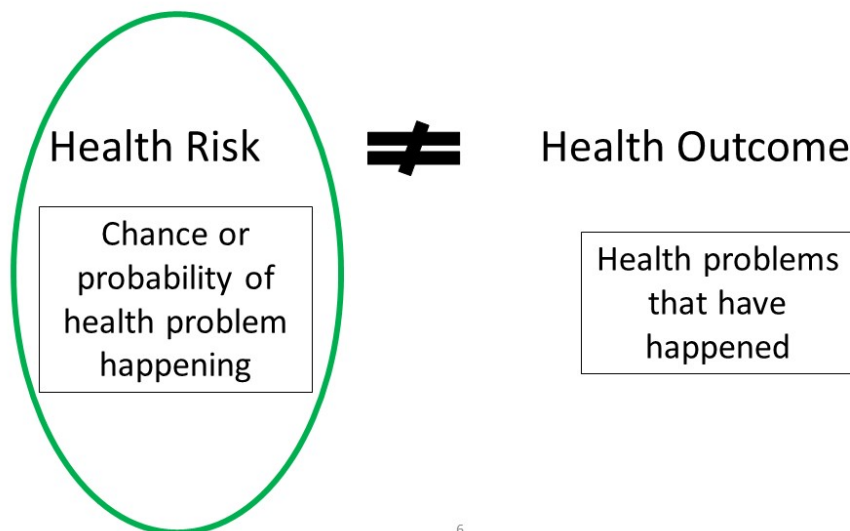 Health Risk
≠
Health Outcome
Chance or
probability of
health problem
happening
Health problems
that have
happened
6